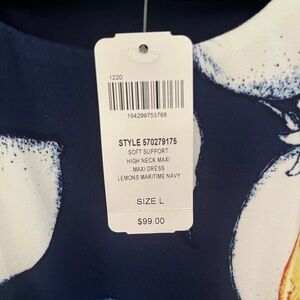 1220
194299753768
STYLE 570279175
SOFT SUPPORT
HIGH NECK MAXI
MAXI DRESS
LEMONS MARITIME NAVY
SIZE L
$99.00